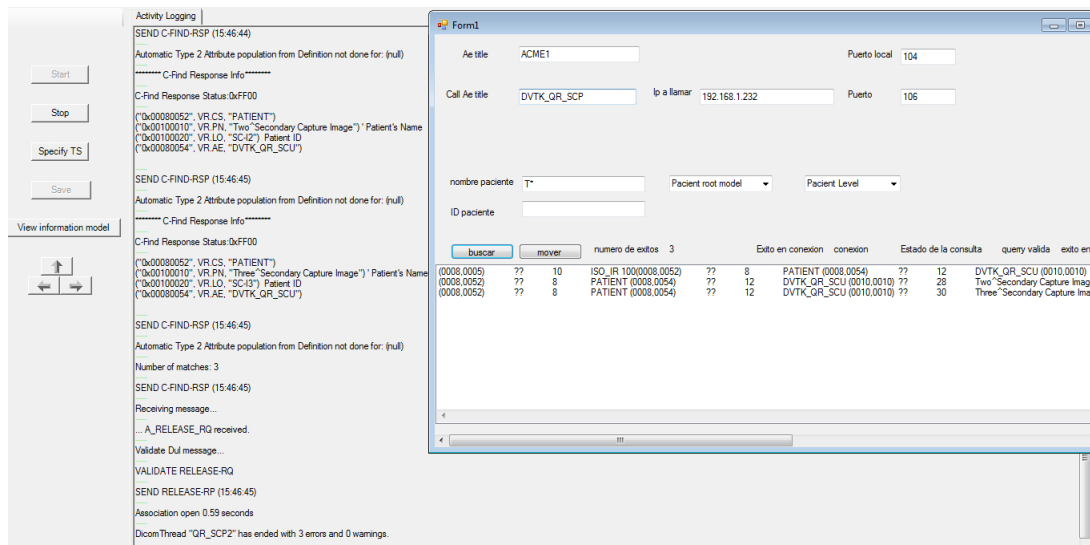 Activity Logging
Start
Stop
Specify TS
Save
View information model
SEND C-FIND-RSP (15:46:44)
Automatic Type 2 Attribute population from Definition not done for: (null)
******** C-Find Response Info********
C-Find Response Status:0xFF00
("0x00080052", VR.CS, "PATIENT")
("0x00100010", VR.PN, "Two^Secondary Capture Image") ' Patient's Name
("0x00100020", VR.LO, "SC-I2") Patient ID
("0x00080054", VR.AE, "DVTK_QR_SCU")
SEND C-FIND-RSP (15:46:45)
Automatic Type 2 Attribute population from Definition not done for: (null)
******** C-Find Response Info********
C-Find Response Status:0xFF00
("0x00080052", VR.CS, "PATIENT")
("0x00100010", VR.PN, "Three^Secondary Capture Image") ' Patient's Name
("0x00100020", VR.LO, "SC-I3") Patient ID
("0x00080054", VR.AE, "DVTK_QR_SCU")
SEND C-FIND-RSP (15:46:45)
Automatic Type 2 Attribute population from Definition not done for: (null)
Number of matches: 3
SEND C-FIND-RSP (15:46:45)
Receiving message...
... A_RELEASE_RQ received.
Validate Dul message...
VALIDATE RELEASE-RQ
SEND RELEASE-RP (15:46:45)
Association open 0.59 seconds
DicomThread "QR_SCP2" has ended with 3 errors and 0 warnings.
Form1
Ae title ACME1 Puerto local 104
Call Ae title DVTK_QR_SCP Ip a llamar 192.168.1.232 Puerto 106
nombre paciente T* Pacient root model Pacient Level
ID paciente
buscar mover numero de exitos 3 Exito en conexion conexion Estado de la consulta querry valida exito en
(0008,0005) ?? 10 ISO_IR 100(0008,0052) ?? 8 PATIENT (0008,0054) ?? 12 DVTK_QR_SCU (0010,0010)
(0008,0052) ?? 8 PATIENT (0008,0054) ?? 12 DVTK_QR_SCU (0010,0010) ?? 28 Two^Secondary Capture Imag
(0008,0052) ?? 8 PATIENT (0008,0054) ?? 12 DVTK_QR_SCU (0010,0010) ?? 30 Three^Secondary Capture Ima